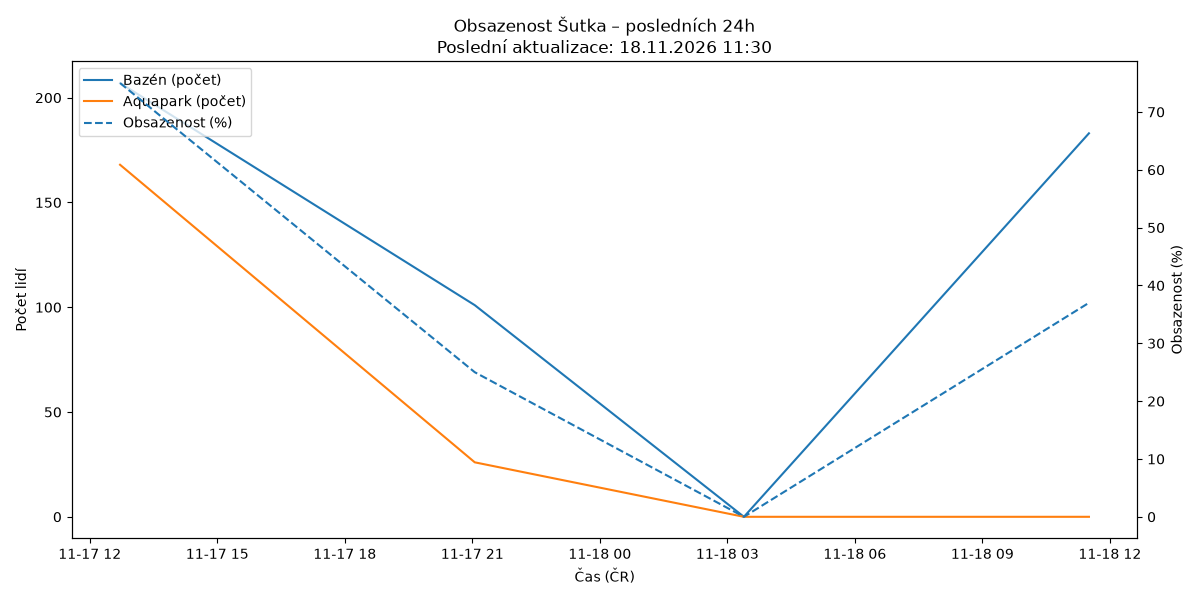 Obsazenost Šutka – posledních 24h
Poslední aktualizace: 18.11.2026 11:30
Bazén (počet)
Aquapark (počet)
Obsazenost (%)
200
150
100
50
0
Počet lidí
70
60
50
40
30
20
10
0
Obsazenost (%)
11-17 12
11-17 15
11-17 18
11-17 21
11-18 00
11-18 03
11-18 06
11-18 09
11-18 12
Čas (ČR)